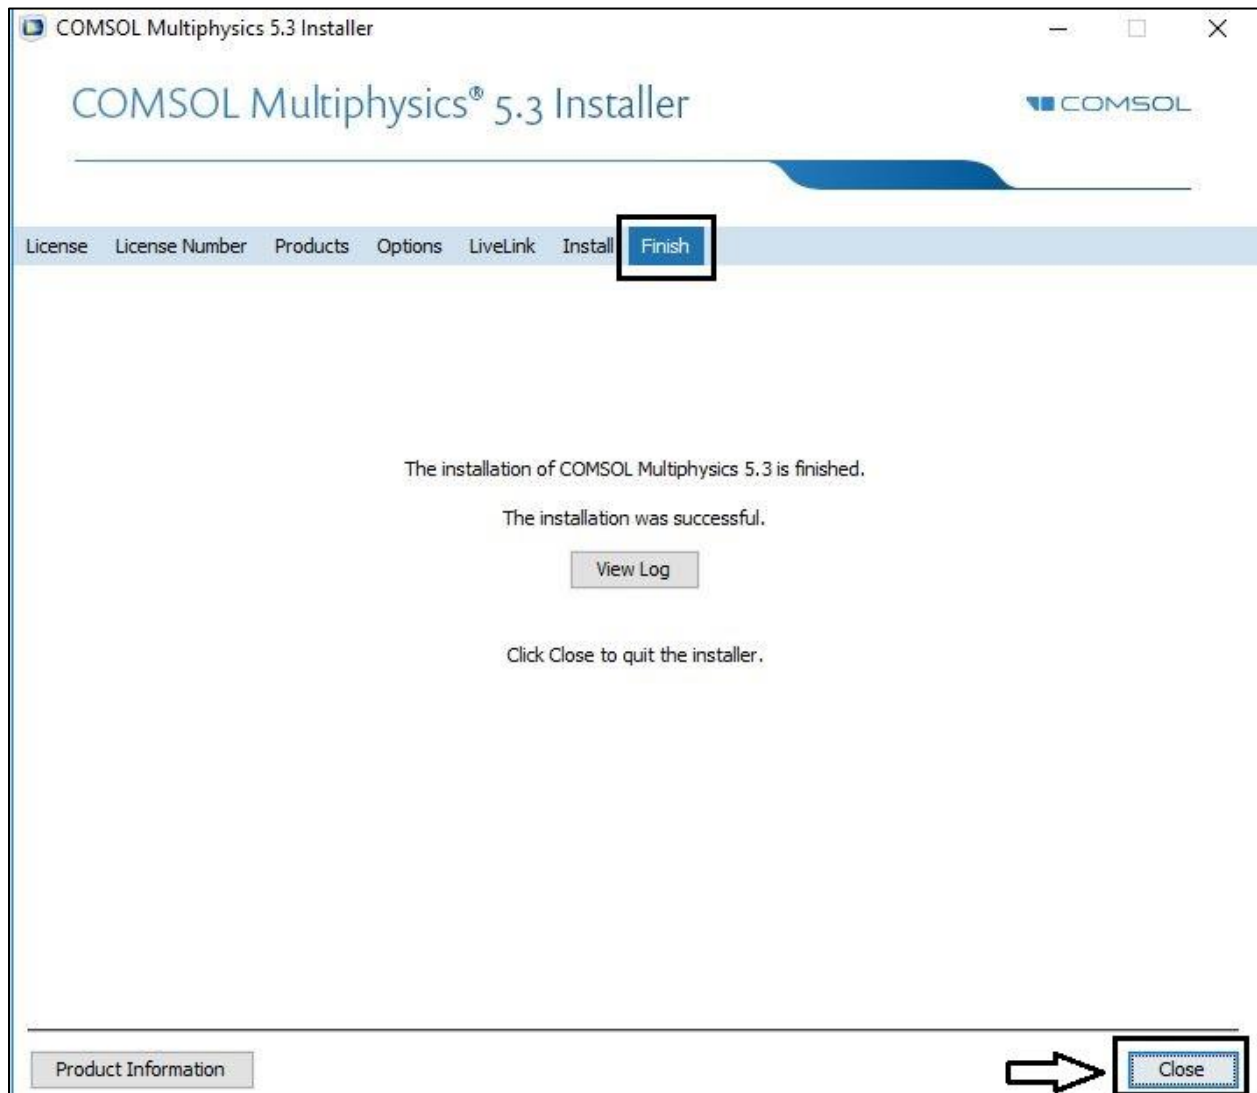 COMSOL Multiphysics 5.3 Installer
COMSOL Multiphysics® 5.3 Installer
COMSOL
License License Number Products Options LiveLink Install Finish
The installation of COMSOL Multiphysics 5.3 is finished.
The installation was successful.
View Log
Click Close to quit the installer.
Product Information
Close